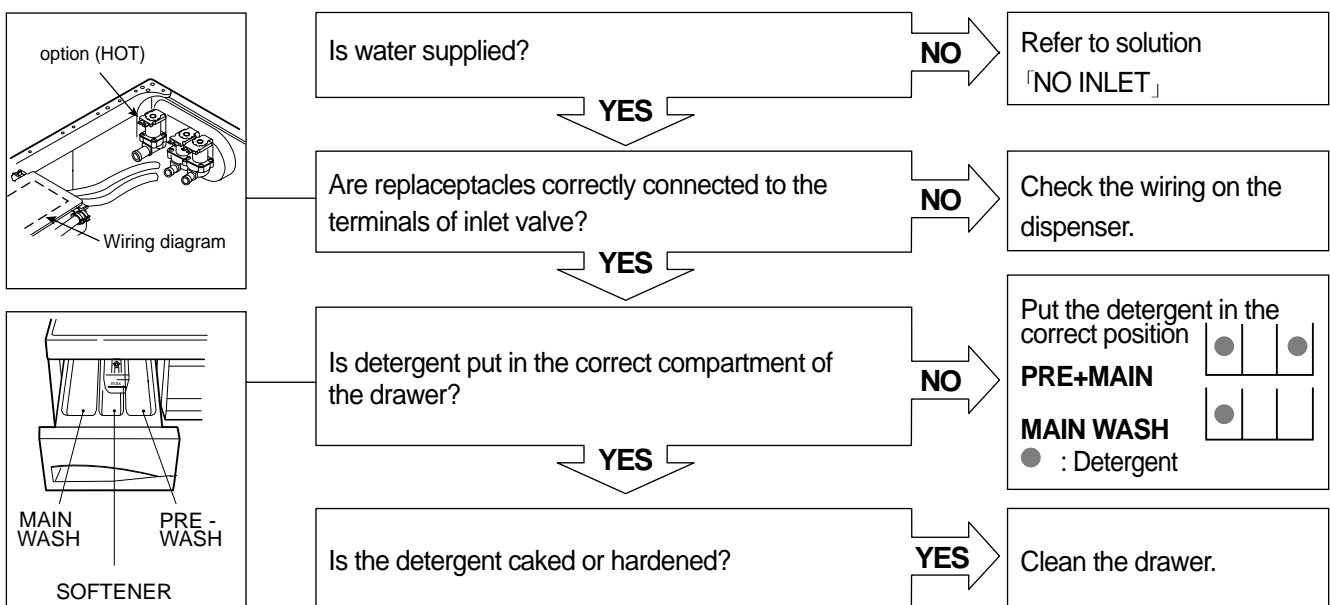 option (HOT)
Wiring diagram
Is water supplied?
NO
Refer to solution
「NO INLET」
YES
Are replaceptacles correctly connected to the
terminals of inlet valve?
NO
Check the wiring on the
dispenser.
YES
max
MAIN
WASH
PRE -
WASH
SOFTENER
Is detergent put in the correct compartment of
the drawer?
NO
Put the detergent in the
correct position
PRE+MAIN
MAIN WASH
: Detergent
YES
Is the detergent caked or hardened?
YES
Clean the drawer.